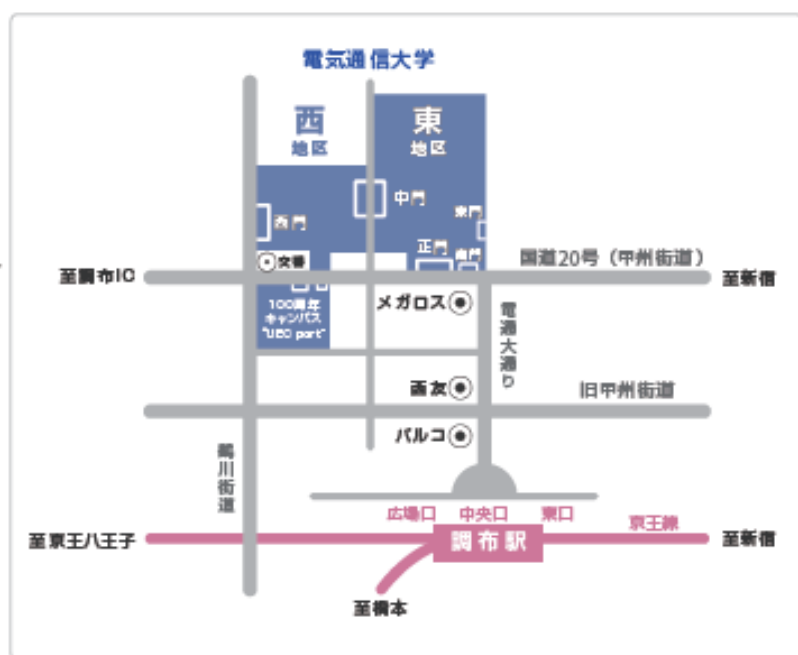 電気通信大学
西
地区
東
地区
中門
東門
西門
正門
南門
交番
国道20号（甲州街道）
至調布IC
至新宿
100周年
キャンパス
"UEC port"
メガロス
電通大通り
西友
旧甲州街道
パルコ
鶴川街道
広場口
中央口
東口
京王線
至京王八王子
調布駅
至新宿
至橋本